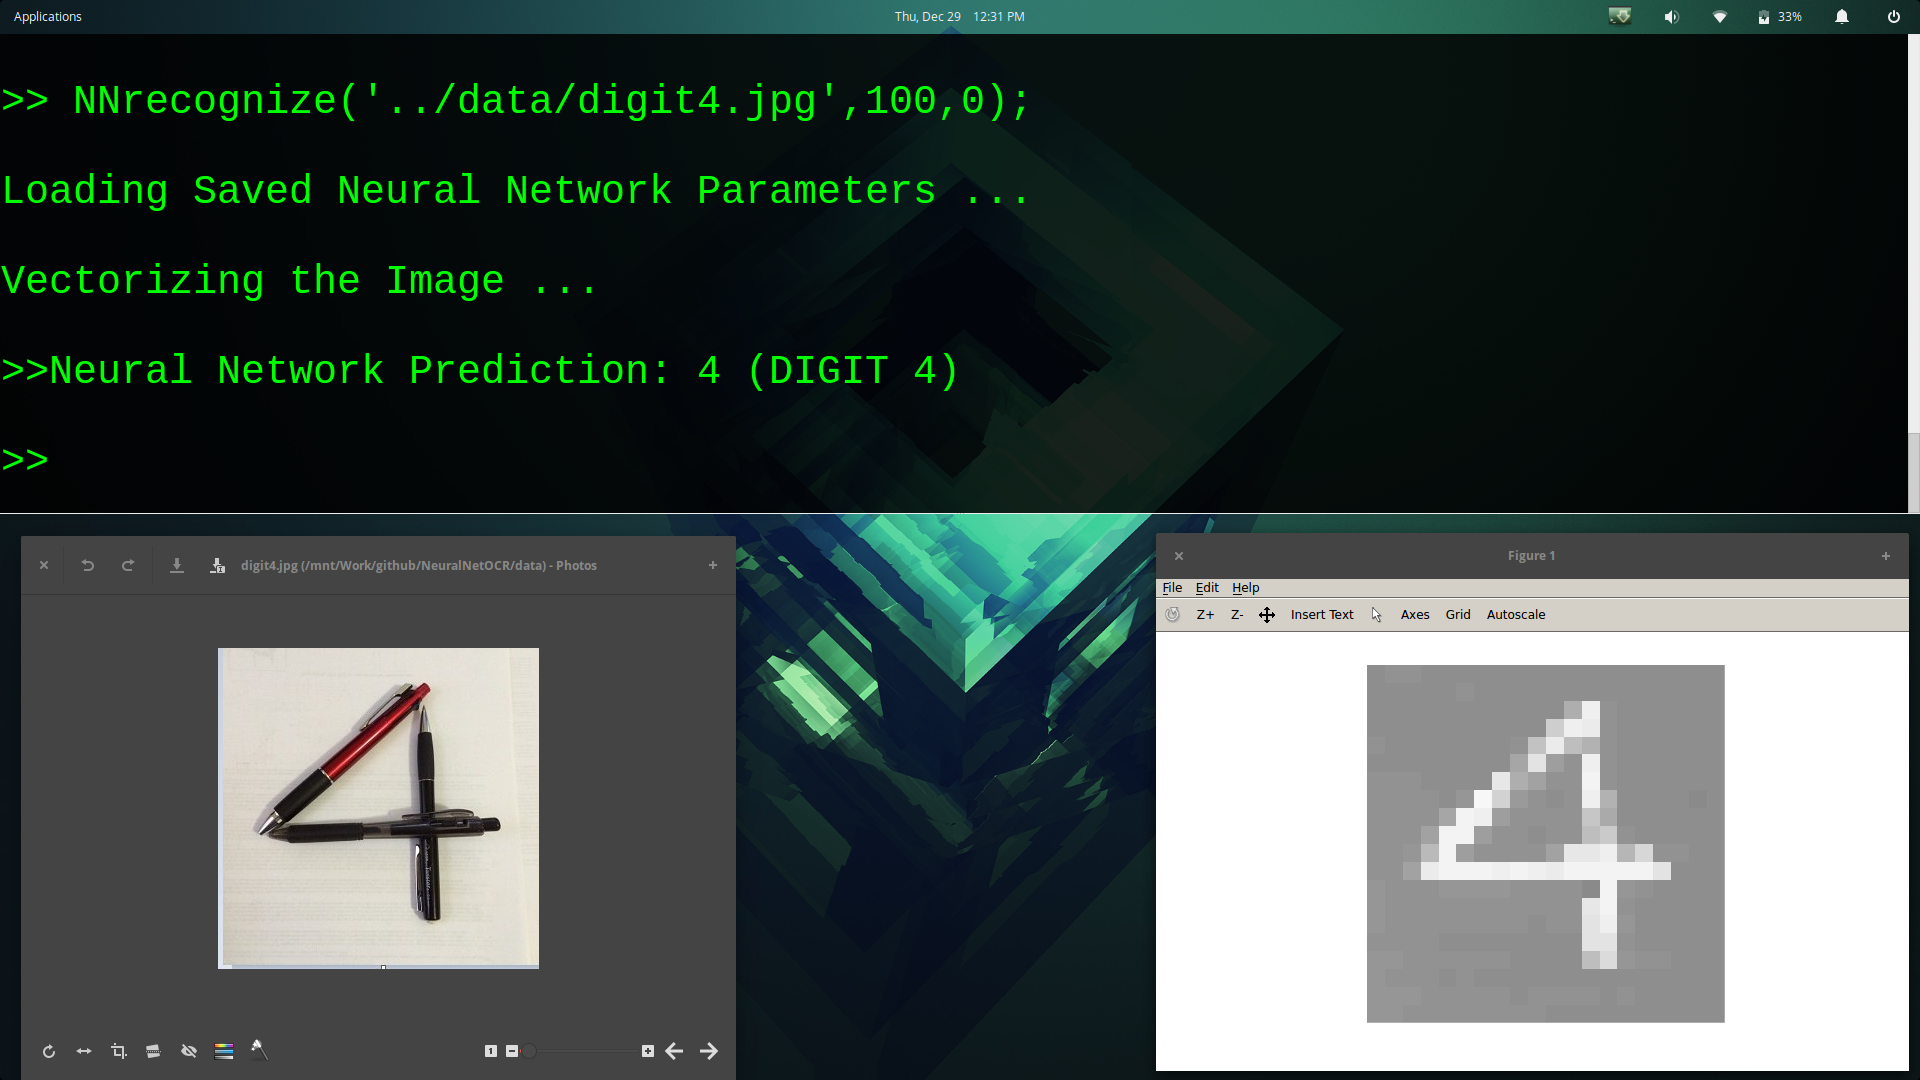 Applications
Thu, Dec 29 12:31 PM
33%
>> NNrecognize('../data/digit4.jpg',100,0);
Loading Saved Neural Network Parameters ...
Vectorizing the Image ...
>>Neural Network Prediction: 4 (DIGIT 4)
>>
digit4.jpg (/mnt/Work/github/NeuralNetOCR/data) - Photos
1
Figure 1
File Edit Help
Z+ Z- Insert Text Axes Grid Autoscale